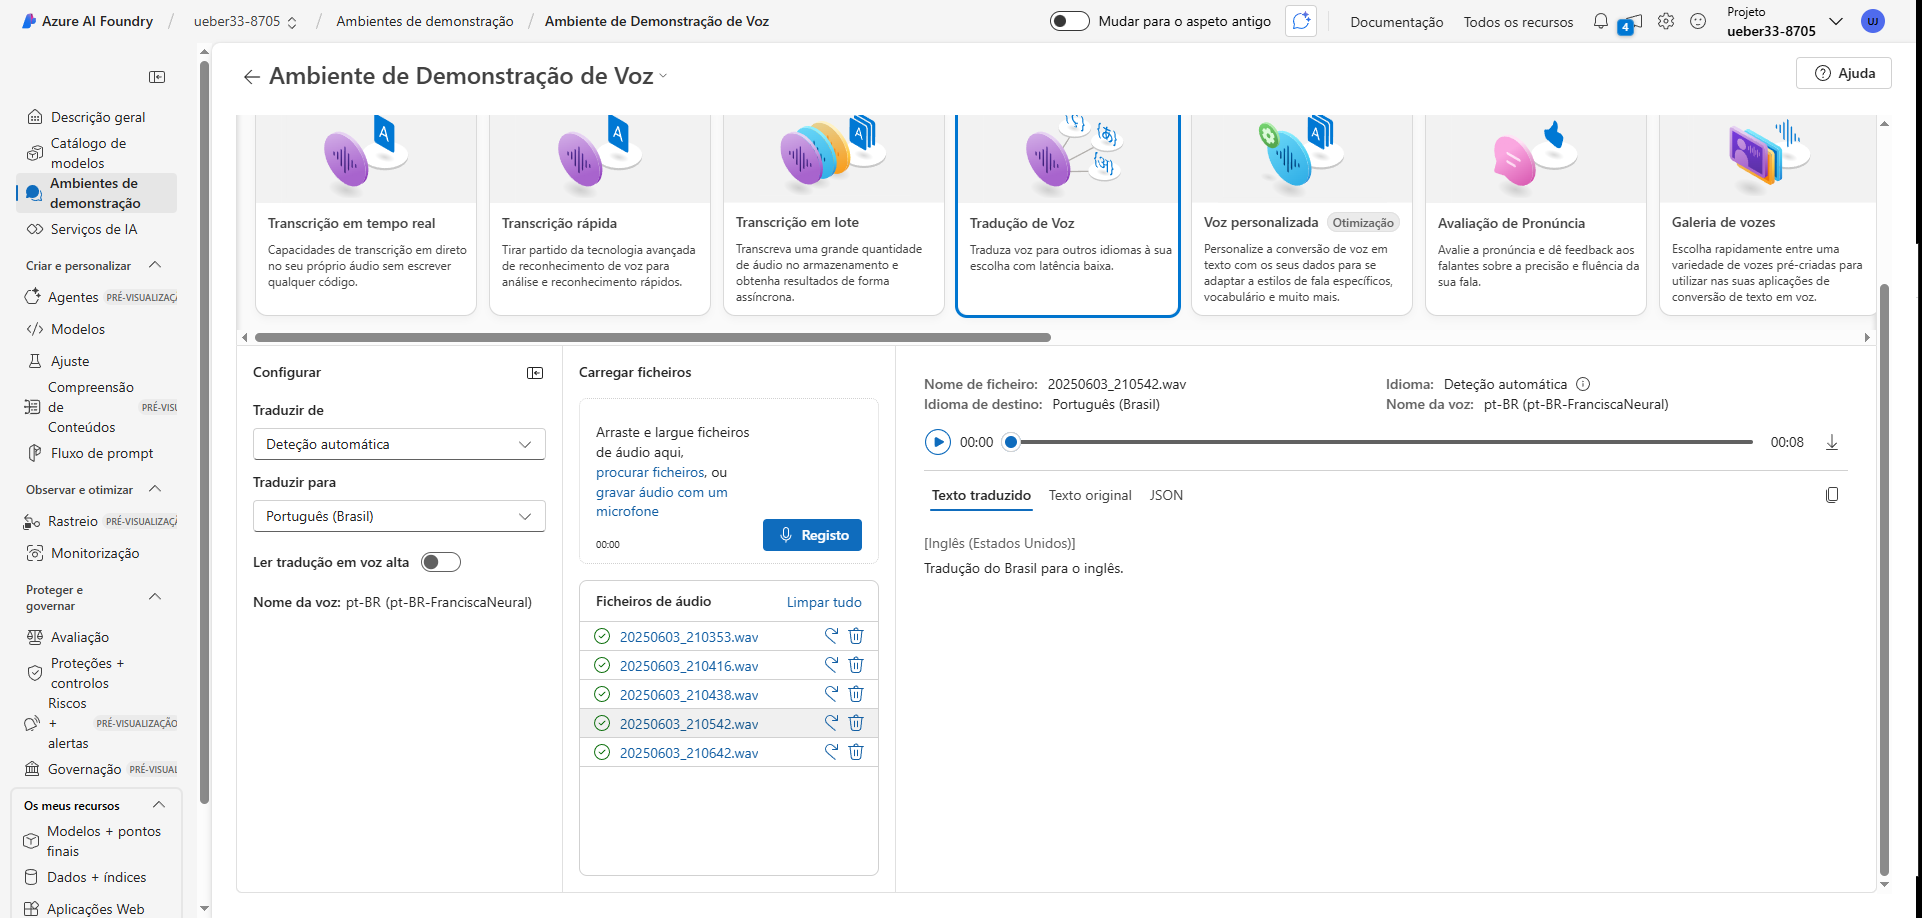 Azure AI Foundry / ueber33-8705 / Ambientes de demonstração / Ambiente de Demonstração de Voz
Mudar para o aspeto antigo
Documentação
Todos os recursos
4
Projeto
ueber33-8705
UJ
Ambiente de Demonstração de Voz
Ajuda
Descrição geral
Catálogo de
modelos
Ambientes de
demonstração
Serviços de IA
Criar e personalizar
Agentes PRÉ-VISUALIZAÇÃ
Modelos
Ajuste
Compreensão
de PRÉ-VISU
Conteúdos
Fluxo de prompt
Observar e otimizar
Rastreio PRÉ-VISUALIZAÇÃ
Monitorização
Proteger e
governar
Avaliação
Proteções +
controlos
Riscos
+ PRÉ-VISUALIZAÇÃO
alertas
Governação PRÉ-VISUAL
Os meus recursos
Modelos + pontos
finais
Dados + índices
Aplicações Web
Transcrição em tempo real
Capacidades de transcrição em direto
no seu próprio áudio sem escrever
qualquer código.
Transcrição rápida
Tirar partido da tecnologia avançada
de reconhecimento de voz para
análise e reconhecimento rápidos.
Transcrição em lote
Transcreva uma grande quantidade
de áudio no armazenamento e
obtenha resultados de forma
assíncrona.
Tradução de Voz
Traduza voz para outros idiomas à sua
escolha com latência baixa.
Voz personalizada Otimização
Personalize a conversão de voz em
texto com os seus dados para se
adaptar a estilos de fala específicos,
vocabulário e muito mais.
Avaliação de Pronúncia
Avalie a pronúncia e dê feedback aos
falantes sobre a precisão e fluência da
sua fala.
Galeria de vozes
Escolha rapidamente entre uma
variedade de vozes pré-criadas para
utilizar nas suas aplicações de
conversão de texto em voz.
Configurar
Traduzir de
Deteção automática
Traduzir para
Português (Brasil)
Ler tradução em voz alta
Nome da voz: pt-BR (pt-BR-FranciscaNeural)
Carregar ficheiros
Arraste e largue ficheiros
de áudio aqui,
procurar ficheiros, ou
gravar áudio com um
microfone
00:00
Registo
Ficheiros de áudio
Limpar tudo
20250603_210353.wav
20250603_210416.wav
20250603_210438.wav
20250603_210542.wav
20250603_210642.wav
Nome de ficheiro: 20250603_210542.wav
Idioma: Deteção automática
Idioma de destino: Português (Brasil)
Nome da voz: pt-BR (pt-BR-FranciscaNeural)
00:00
00:08
Texto traduzido
Texto original
JSON
[Inglês (Estados Unidos)]
Tradução do Brasil para o inglês.